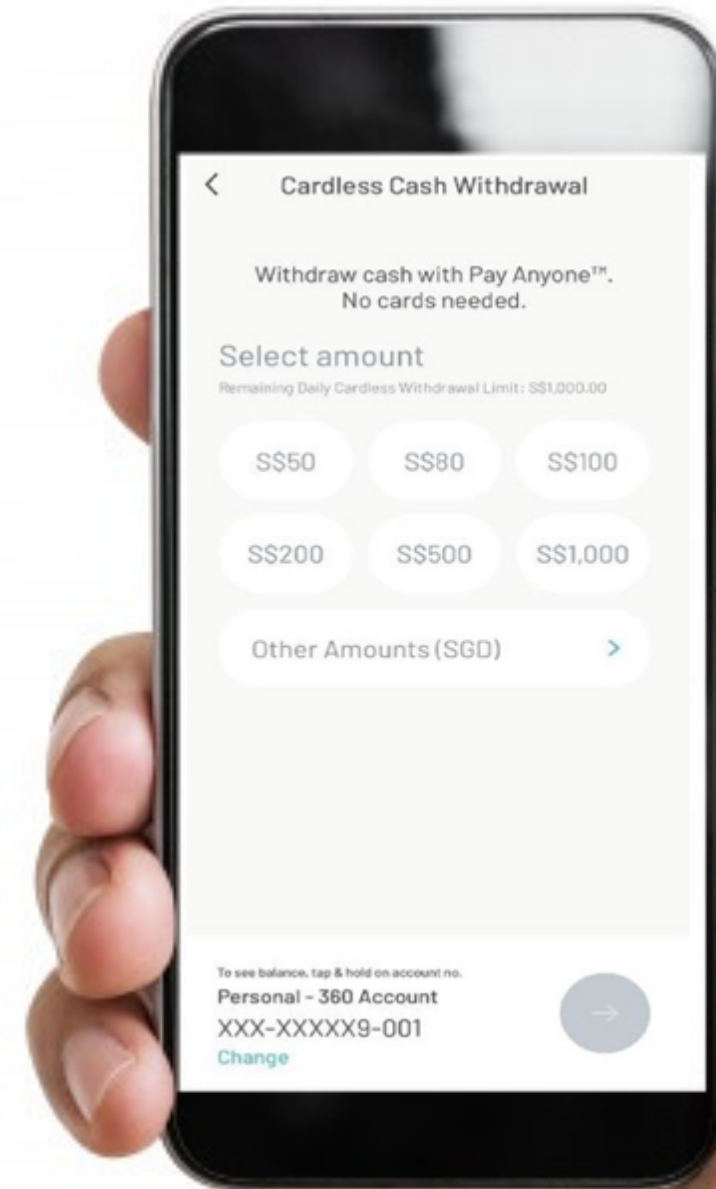 Cardless Cash Withdrawal
Withdraw cash with Pay Anyone™.
No cards needed.
Select amount
Remaining Daily Cardless Withdrawal Limit: S$1,000.00
S$50
S$80
S$100
S$200
S$500
S$1,000
Other Amounts (SGD)
To see balance, tap & hold on account no.
Personal - 360 Account
XXX-XXXXX9-001
Change